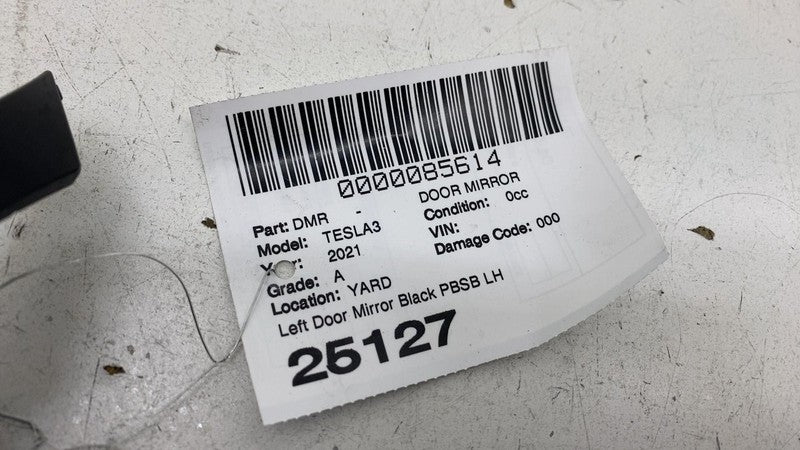 0000085614
Part: DMR - DOOR MIRROR
Model: TESLA3 Condition: 0cc
Year: 2021 VIN:
Grade: A Damage Code: 000
Location: YARD
Left Door Mirror Black PBSB LH
25127